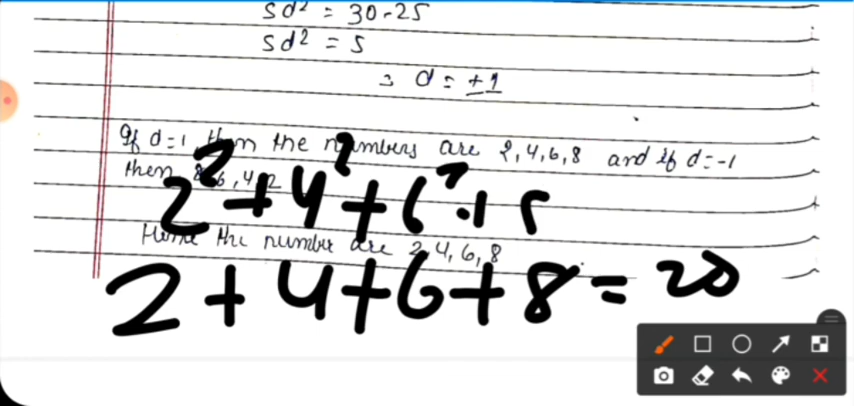 5d² = 30-25
5d² = 5
∴ d = ±1
If d=1, then the numbers are 2,4,6,8 and if d=-1
then 8,6,4,2
2² + 4² + 6²
Hence the number are 2,4,6,8
2+4+6+8=20